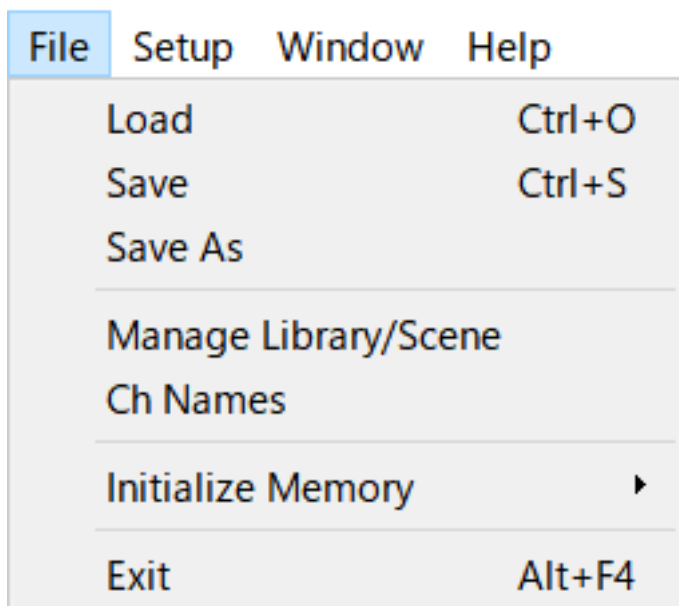 File Setup Window Help
Load Ctrl+O
Save Ctrl+S
Save As
Manage Library/Scene
Ch Names
Initialize Memory
Exit Alt+F4